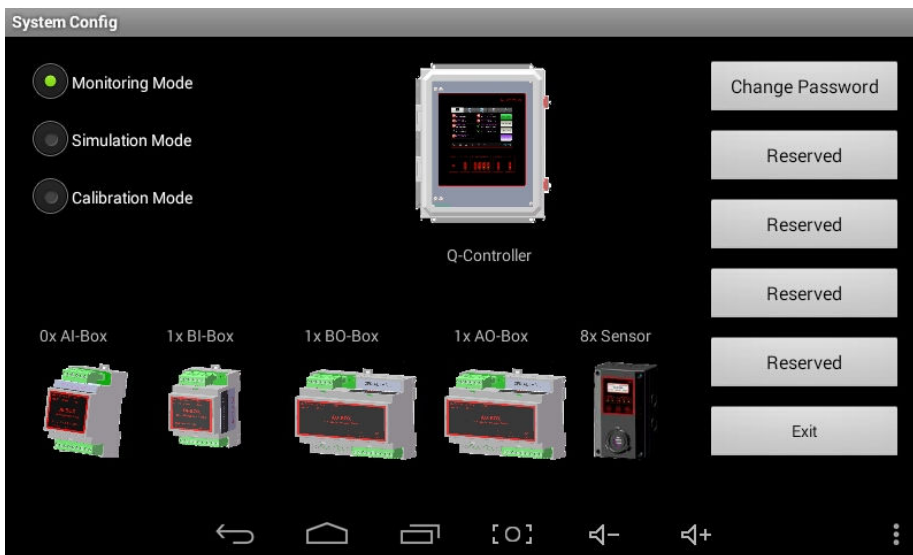 System Config
Monitoring Mode
Simulation Mode
Calibration Mode
Q-Controller
Change Password
Reserved
Reserved
Reserved
Reserved
Exit
0x AI-Box
1x BI-Box
1x BO-Box
1x AO-Box
8x Sensor